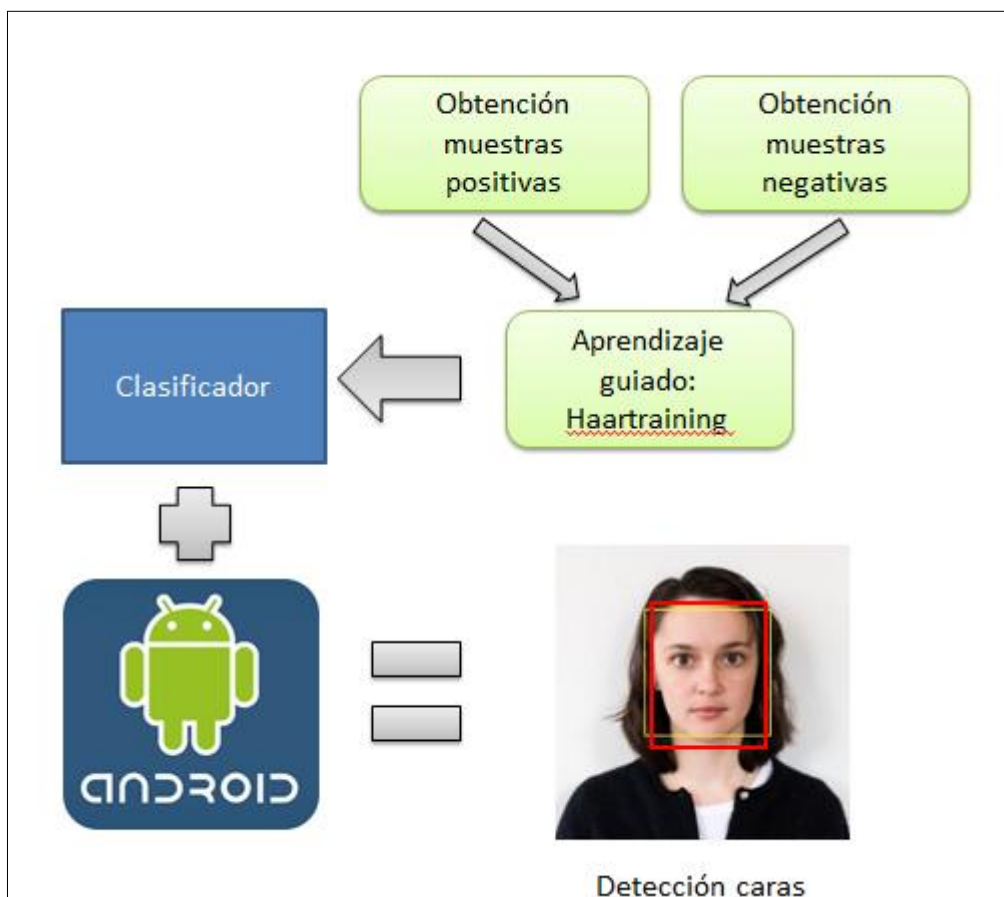 Obtención
muestras
positivas
Obtención
muestras
negativas
Aprendizaje
guiado:
Haartraining
Clasificador
ANDROID
Detección caras